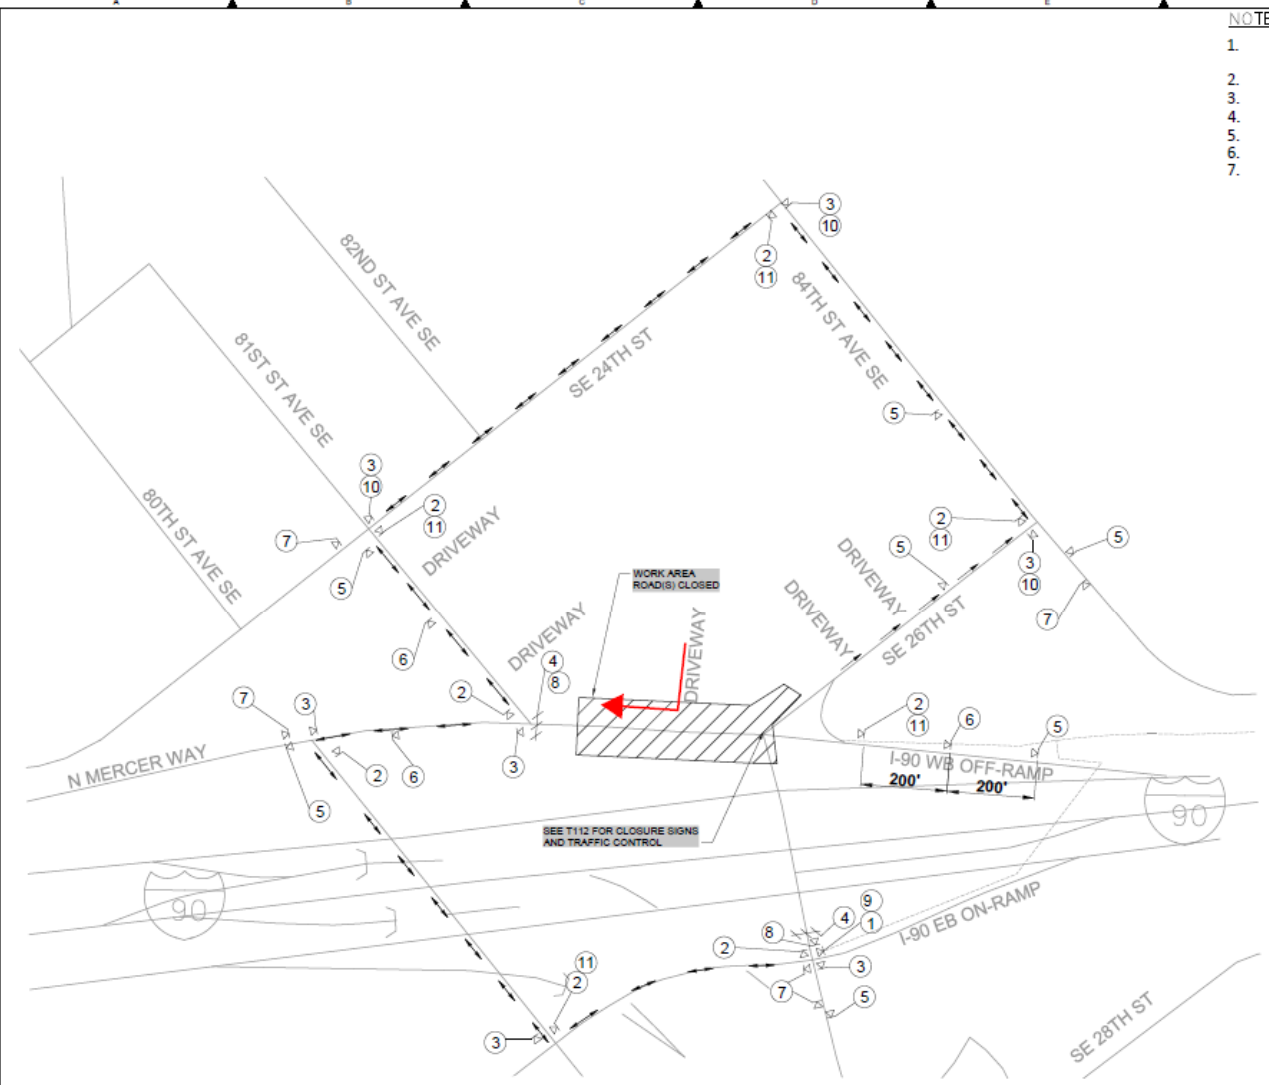 A B C D E
NOTE
1.
2.
3.
4.
5.
6.
7.
3
10
2
11
82ND ST AVE SE
84TH ST AVE SE
81ST ST AVE SE
SE 24TH ST
5
3
10
2
11
80TH ST AVE SE
7
5
DRIVEWAY
2
11
5
5
3
10
7
DRIVEWAY
DRIVEWAY
SE 26TH ST
WORK AREA
ROAD(S) CLOSED
DRIVEWAY
DRIVEWAY
6
4
8
2
7
3
2
11
6
5
N MERCER WAY
2
6
3
5
I-90 WB OFF-RAMP
200'
200'
90
SEE T112 FOR CLOSURE SIGNS
AND TRAFFIC CONTROL
90
9
4
1
8
2
I-90 EB ON-RAMP
3
7
5
11
2
3
SE 28TH ST